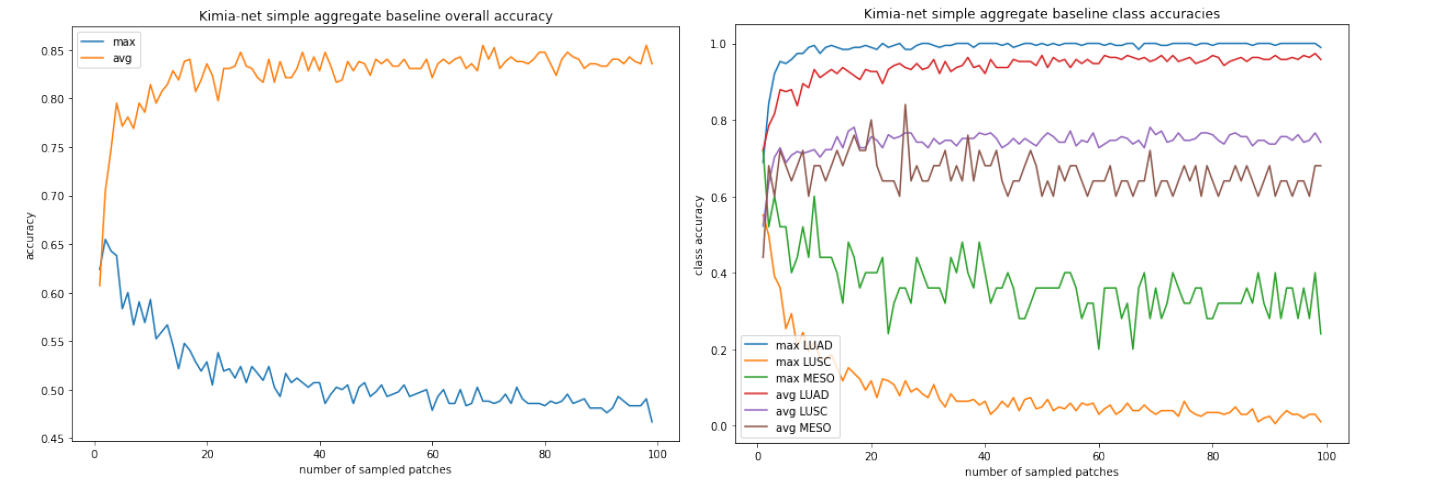 Kimia-net simple aggregate baseline overall accuracy
max
avg
accuracy
0.85
0.80
0.75
0.70
0.65
0.60
0.55
0.50
0.45
0
20
40
60
80
100
number of sampled patches
Kimia-net simple aggregate baseline class accuracies
class accuracy
1.0
0.8
0.6
0.4
0.2
0.0
max LUAD
max LUSC
max MESO
avg LUAD
avg LUSC
avg MESO
0
20
40
60
80
100
number of sampled patches